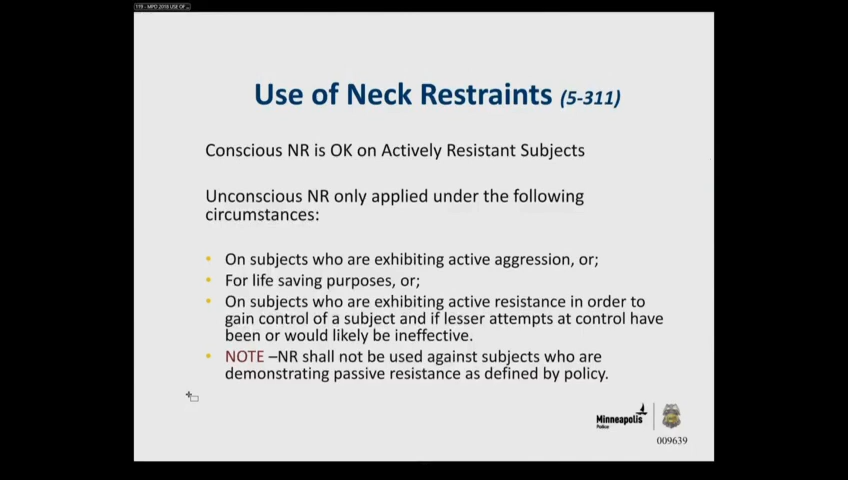 119 - MPD 2018 USE OF ...
Use of Neck Restraints (5-311)
Conscious NR is OK on Actively Resistant Subjects
Unconscious NR only applied under the following
circumstances:
• On subjects who are exhibiting active aggression, or;
• For life saving purposes, or;
• On subjects who are exhibiting active resistance in order to
gain control of a subject and if lesser attempts at control have
been or would likely be ineffective.
• NOTE –NR shall not be used against subjects who are
demonstrating passive resistance as defined by policy.
Minneapolis
Police
009639